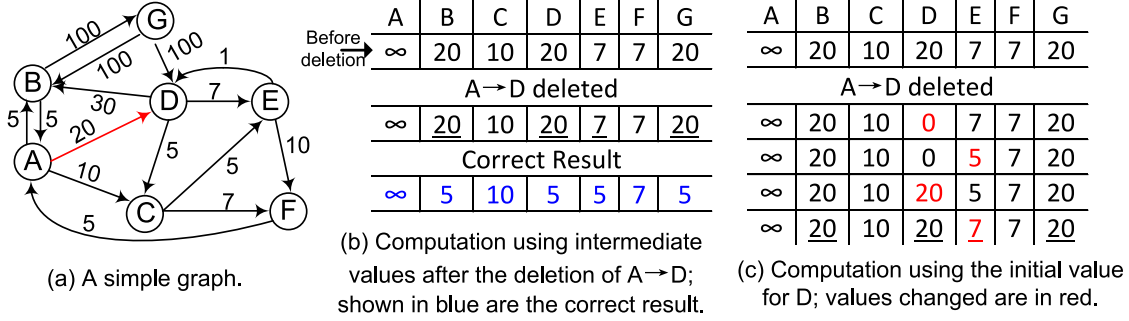 G
100
100
100
1
B
D
7
E
30
5
5
20
5
10
A
10
5
7
C
F
5
(a) A simple graph.
A B C D E F G
Before deletion
∞ 20 10 20 7 7 20
A→D deleted
∞ 20 10 20 7 7 20
Correct Result
∞ 5 10 5 5 7 5
(b) Computation using intermediate
values after the deletion of A→D;
shown in blue are the correct result.
A B C D E F G
∞ 20 10 20 7 7 20
A→D deleted
∞ 20 10 0 7 7 20
∞ 20 10 0 5 7 20
∞ 20 10 20 5 7 20
∞ 20 10 20 7 7 20
(c) Computation using the initial value
for D; values changed are in red.